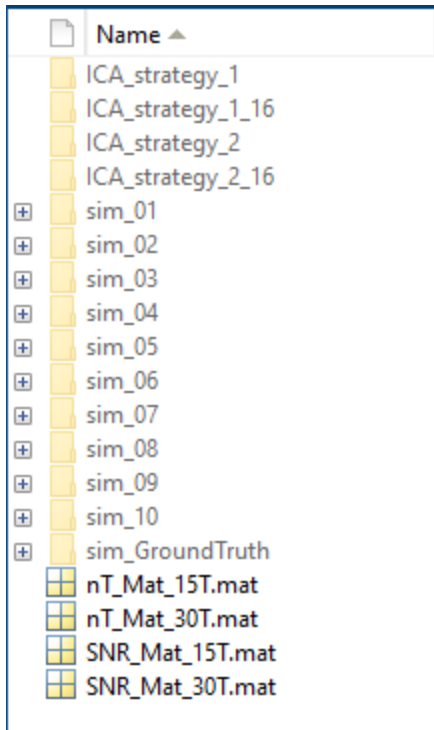 Name
ICA_strategy_1
ICA_strategy_1_16
ICA_strategy_2
ICA_strategy_2_16
sim_01
sim_02
sim_03
sim_04
sim_05
sim_06
sim_07
sim_08
sim_09
sim_10
sim_GroundTruth
nT_Mat_15T.mat
nT_Mat_30T.mat
SNR_Mat_15T.mat
SNR_Mat_30T.mat